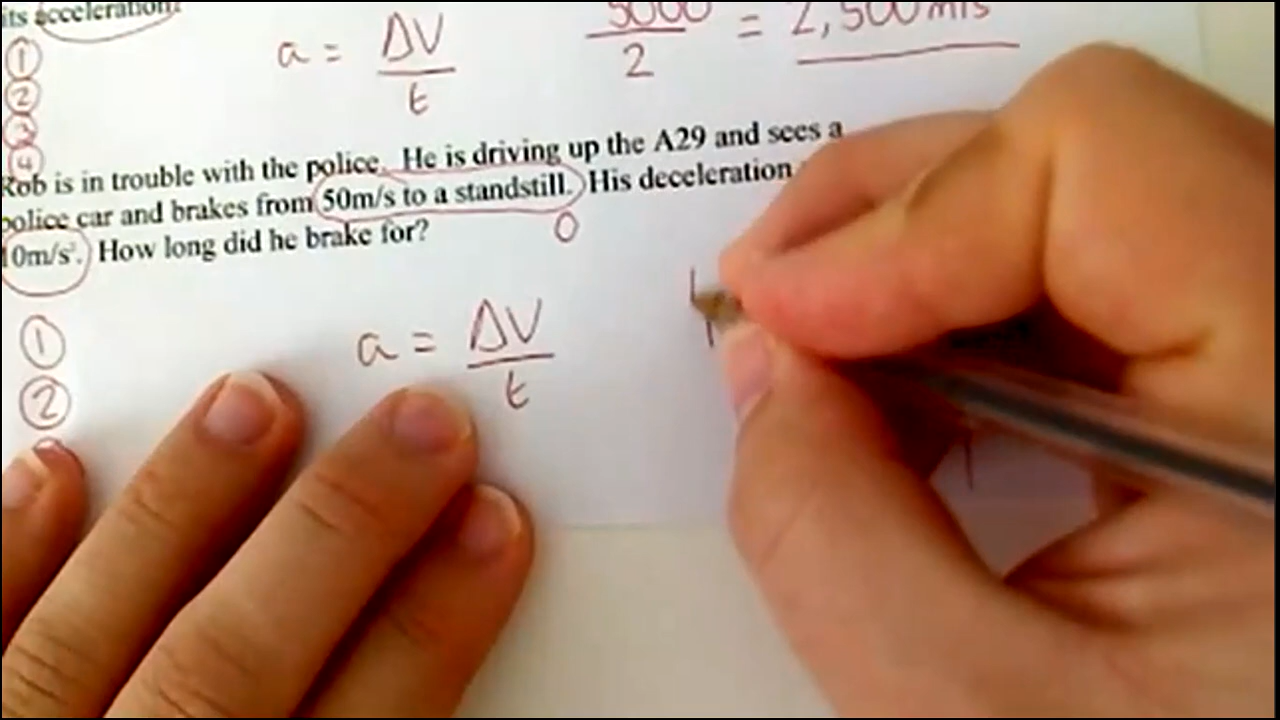 its acceleration.
a = ΔV / t
5000 / 2 = 2,500m/s
①
②
③
④
Rob is in trouble with the police. He is driving up the A29 and sees a
police car and brakes from 50m/s to a standstill. His deceleration
10m/s². How long did he brake for?
0
①
②
a = ΔV / t